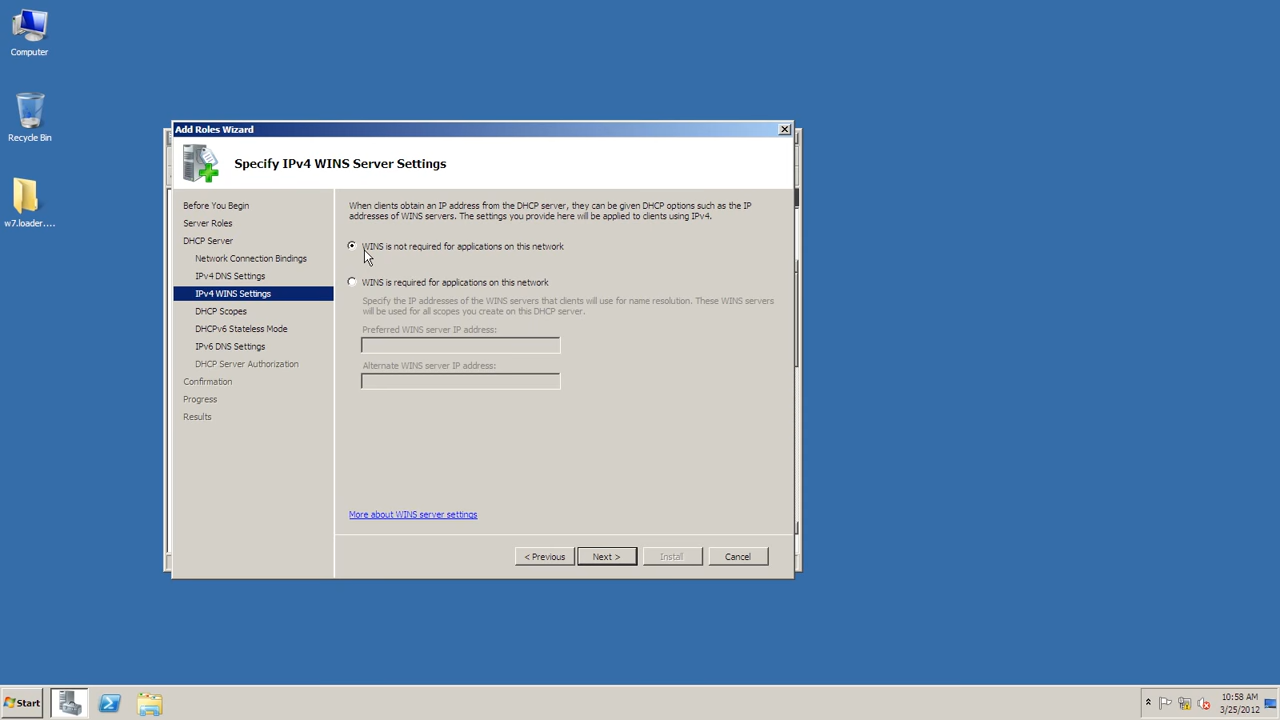 Computer
Recycle Bin
w7.loader....
Add Roles Wizard
Specify IPv4 WINS Server Settings
Before You Begin
Server Roles
DHCP Server
Network Connection Bindings
IPv4 DNS Settings
IPv4 WINS Settings
DHCP Scopes
DHCPv6 Stateless Mode
IPv6 DNS Settings
DHCP Server Authorization
Confirmation
Progress
Results
When clients obtain an IP address from the DHCP server, they can be given DHCP options such as the IP
addresses of WINS servers. The settings you provide here will be applied to clients using IPv4.
WINS is not required for applications on this network
WINS is required for applications on this network
Specify the IP addresses of the WINS servers that clients will use for name resolution. These WINS servers
will be used for all scopes you create on this DHCP server.
Preferred WINS server IP address:
Alternate WINS server IP address:
More about WINS server settings
< Previous
Next >
Install
Cancel
Start
10:58 AM
3/25/2012